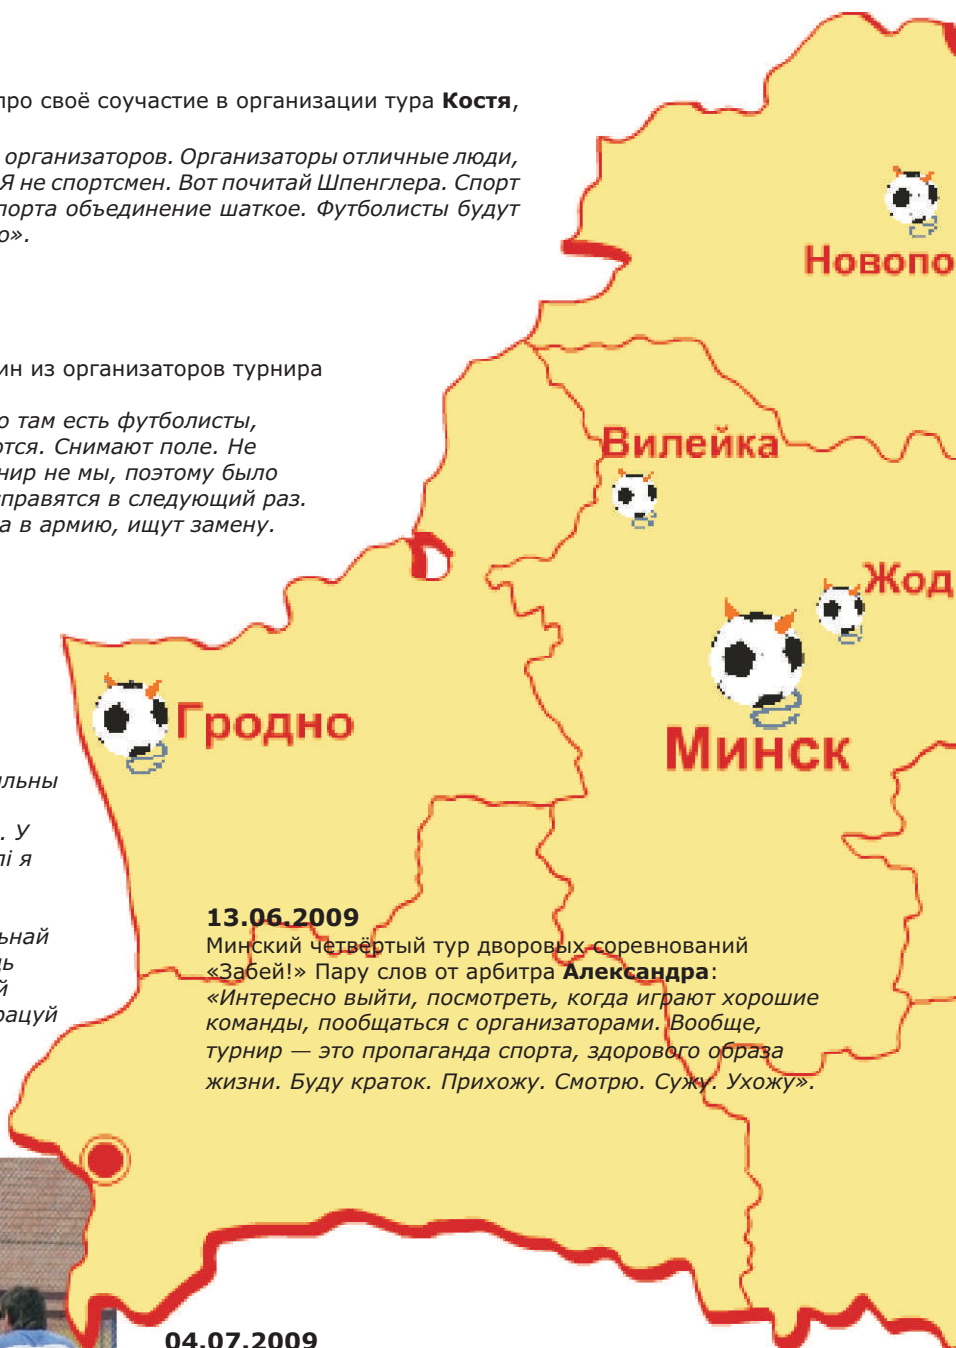 про своё соучастие в организации тура Костя,
организаторов. Организаторы отличные люди,
Я не спортсмен. Вот почитай Шпенглера. Спорт
порта объединение шаткое. Футболисты будут
о».
ин из организаторов турнира
о там есть футболисты,
ются. Снимают поле. Не
нир не мы, поэтому было
справятся в следующий раз.
а в армию, ищут замену.
льны
. У
лі я
ьнай
ць
й
рацуй
Новопо
Вилейка
Жод
Гродно
Минск
13.06.2009
Минский четвёртый тур дворовых соревнований
«Забей!» Пару слов от арбитра Александра:
«Интересно выйти, посмотреть, когда играют хорошие
команды, пообщаться с организаторами. Вообще,
турнир — это пропаганда спорта, здорового образа
жизни. Буду краток. Прихожу. Смотрю. Сужу. Ухожу».
04.07.2009